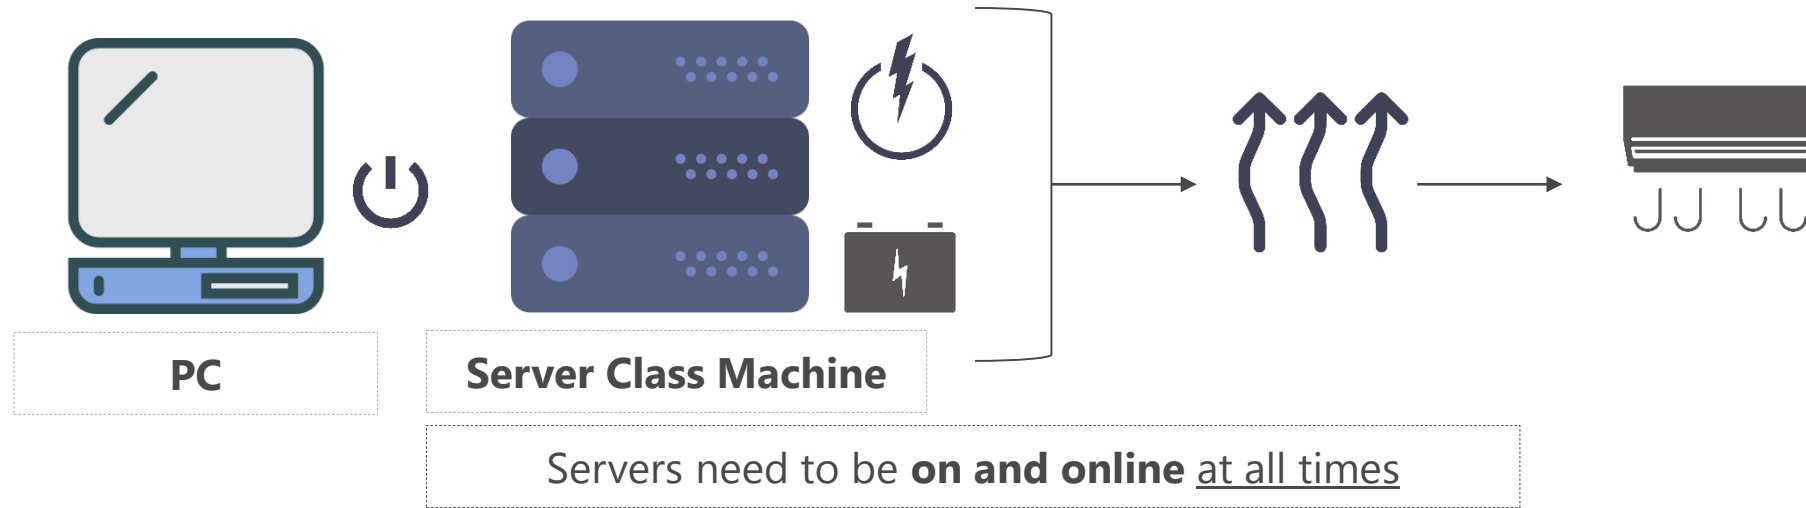 PC
Server Class Machine
Servers need to be on and online at all times